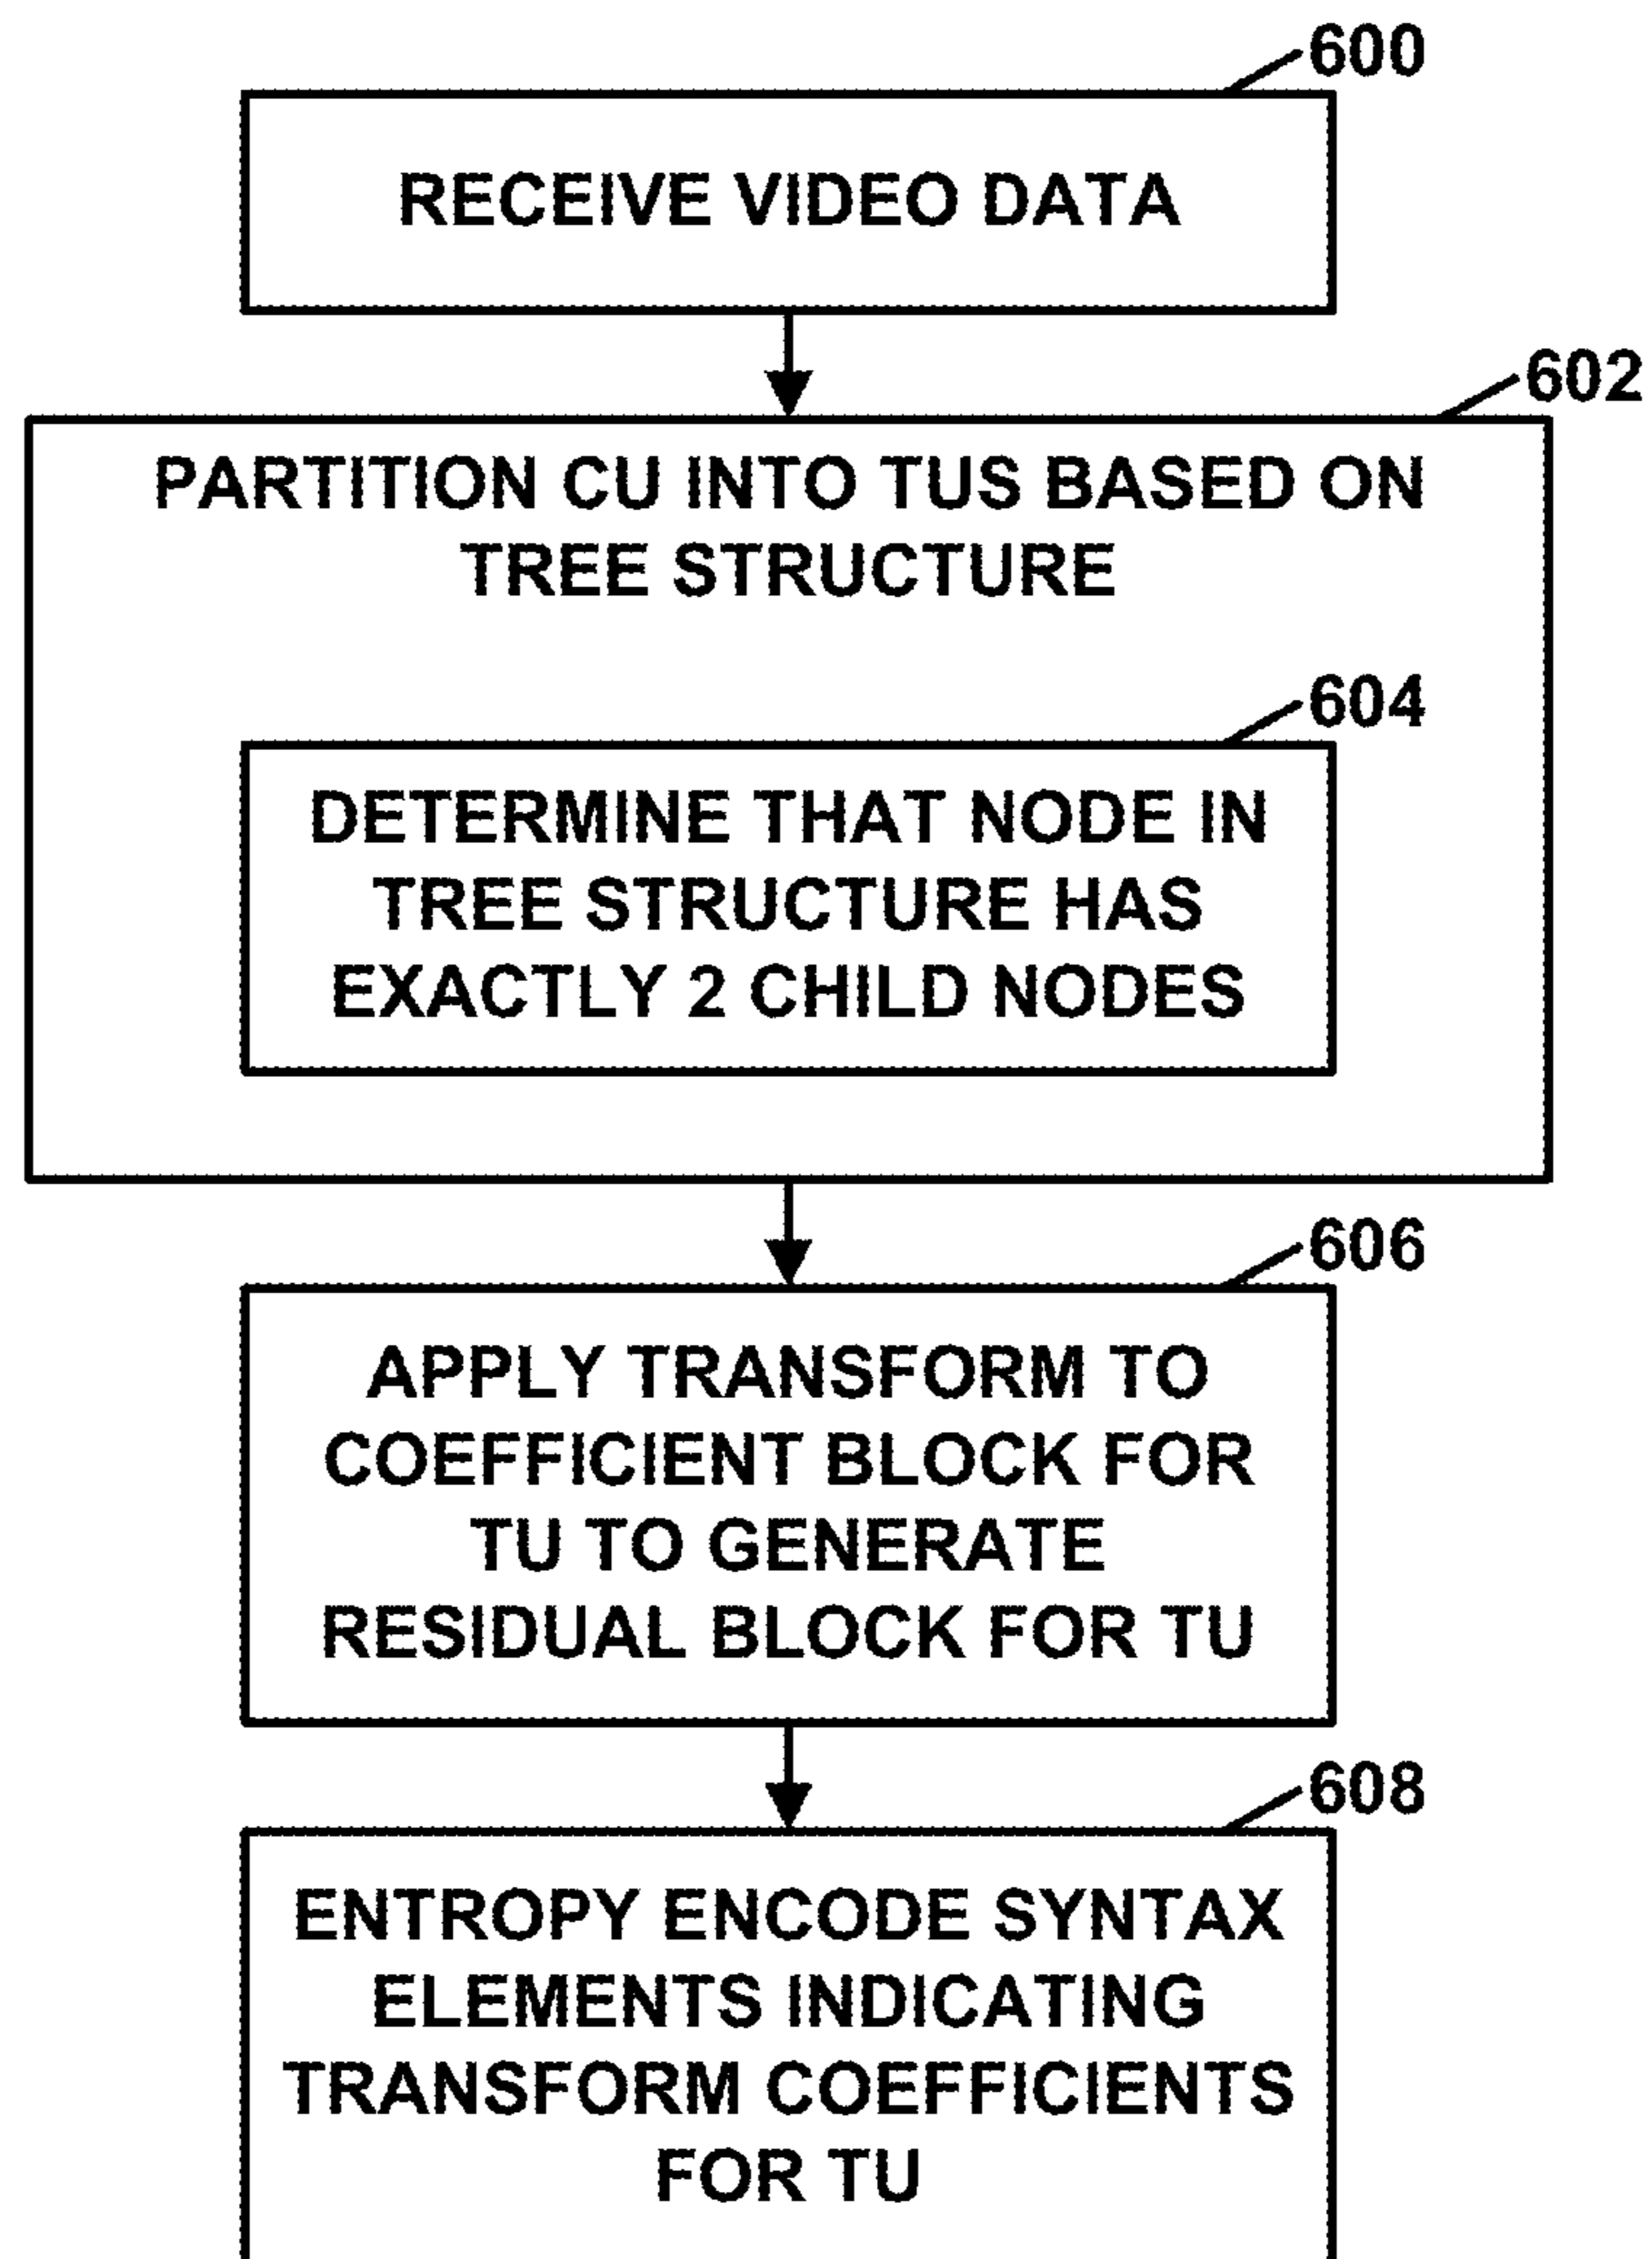 600
RECEIVE VIDEO DATA
602
PARTITION CU INTO TUS BASED ON
TREE STRUCTURE
604
DETERMINE THAT NODE IN
TREE STRUCTURE HAS
EXACTLY 2 CHILD NODES
606
APPLY TRANSFORM TO
COEFFICIENT BLOCK FOR
TU TO GENERATE
RESIDUAL BLOCK FOR TU
608
ENTROPY ENCODE SYNTAX
ELEMENTS INDICATING
TRANSFORM COEFFICIENTS
FOR TU